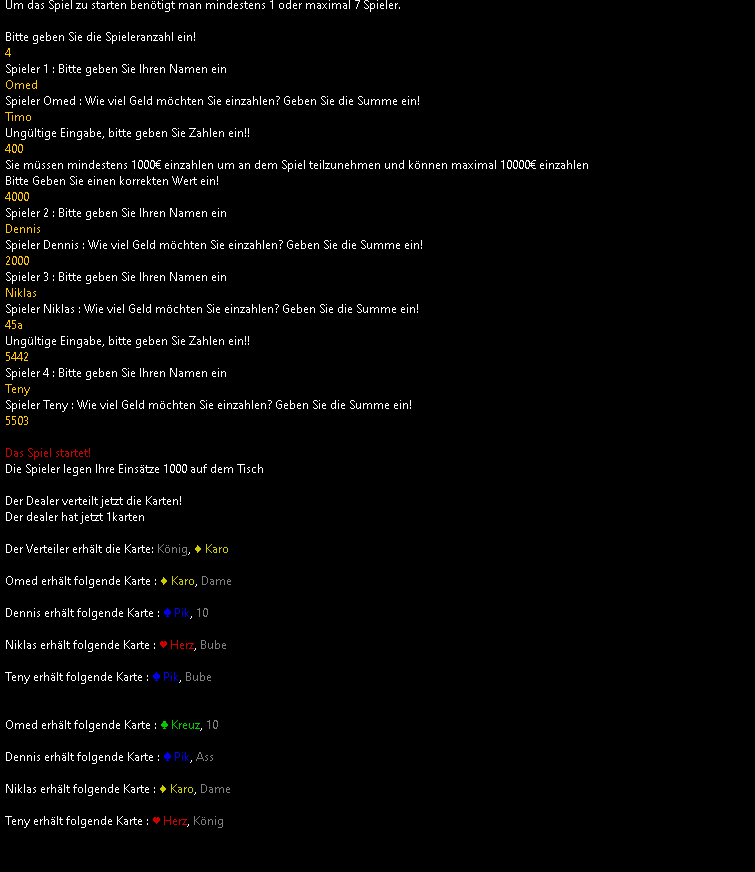 Um das Spiel zu starten benötigt man mindestens 1 oder maximal 7 Spieler.
Bitte geben Sie die Spieleranzahl ein!
4
Spieler 1 : Bitte geben Sie Ihren Namen ein
Omed
Spieler Omed : Wie viel Geld möchten Sie einzahlen? Geben Sie die Summe ein!
Timo
Ungültige Eingabe, bitte geben Sie Zahlen ein!!
400
Sie müssen mindestens 1000€ einzahlen um an dem Spiel teilzunehmen und können maximal 10000€ einzahlen
Bitte Geben Sie einen korrekten Wert ein!
4000
Spieler 2 : Bitte geben Sie Ihren Namen ein
Dennis
Spieler Dennis : Wie viel Geld möchten Sie einzahlen? Geben Sie die Summe ein!
2000
Spieler 3 : Bitte geben Sie Ihren Namen ein
Niklas
Spieler Niklas : Wie viel Geld möchten Sie einzahlen? Geben Sie die Summe ein!
45a
Ungültige Eingabe, bitte geben Sie Zahlen ein!!
5442
Spieler 4 : Bitte geben Sie Ihren Namen ein
Teny
Spieler Teny : Wie viel Geld möchten Sie einzahlen? Geben Sie die Summe ein!
5503
Das Spiel startet!
Die Spieler legen Ihre Einsätze 1000 auf dem Tisch
Der Dealer verteilt jetzt die Karten!
Der dealer hat jetzt 1karten
Der Verteiler erhält die Karte: König, ♦ Karo
Omed erhält folgende Karte : ♦ Karo, Dame
Dennis erhält folgende Karte : ♠ Pik, 10
Niklas erhält folgende Karte : ♥ Herz, Bube
Teny erhält folgende Karte : ♠ Pik, Bube
Omed erhält folgende Karte : ♣ Kreuz, 10
Dennis erhält folgende Karte : ♠ Pik, Ass
Niklas erhält folgende Karte : ♦ Karo, Dame
Teny erhält folgende Karte : ♥ Herz, König